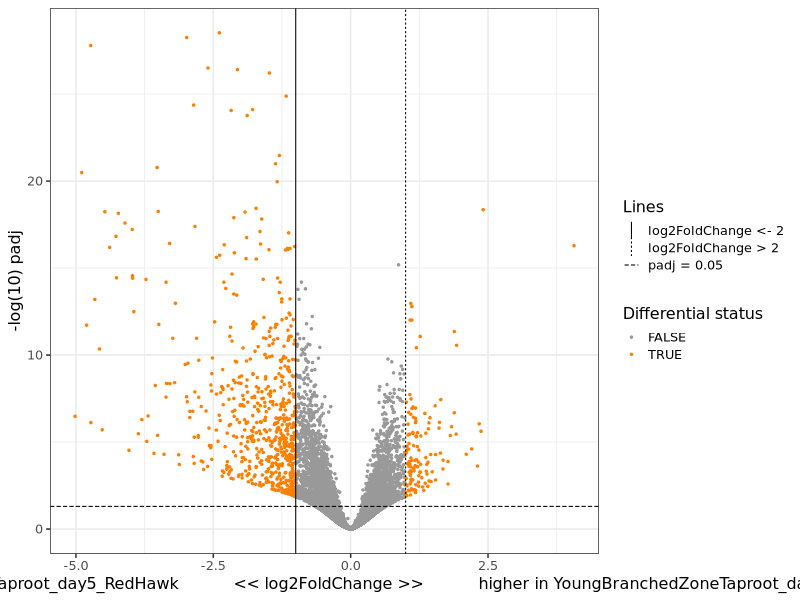 20
10
0
-log(10) padj
-5.0
-2.5
0.0
2.5
aproot_day5_RedHawk << log2FoldChange >> higher in YoungBranchedZoneTaproot_da
Lines
log2FoldChange <- 2
log2FoldChange > 2
padj = 0.05
Differential status
FALSE
TRUE